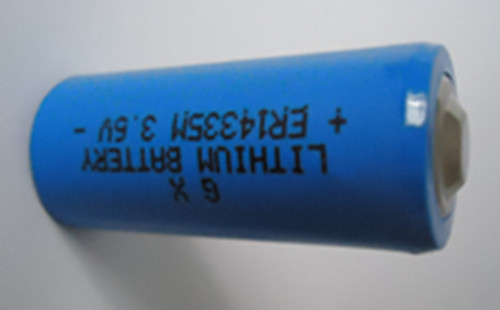 G X
LITHIUM BATTERY
+ ER14335M 3.6V -